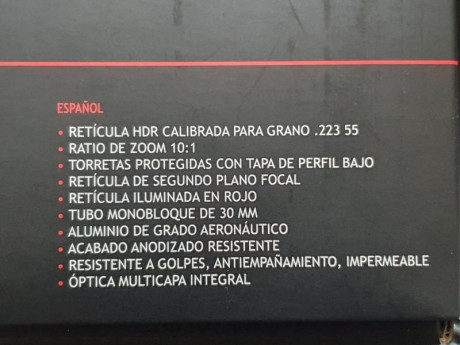 ESPAÑOL
• RETÍCULA HDR CALIBRADA PARA GRANO .223 55
• RATIO DE ZOOM 10:1
• TORRETAS PROTEGIDAS CON TAPA DE PERFIL BAJO
• RETÍCULA DE SEGUNDO PLANO FOCAL
• RETÍCULA ILUMINADA EN ROJO
• TUBO MONOBLOQUE DE 30 MM
• ALUMINIO DE GRADO AERONÁUTICO
• ACABADO ANODIZADO RESISTENTE
• RESISTENTE A GOLPES, ANTIEMPAÑAMIENTO, IMPERMEABLE
• ÓPTICA MULTICAPA INTEGRAL